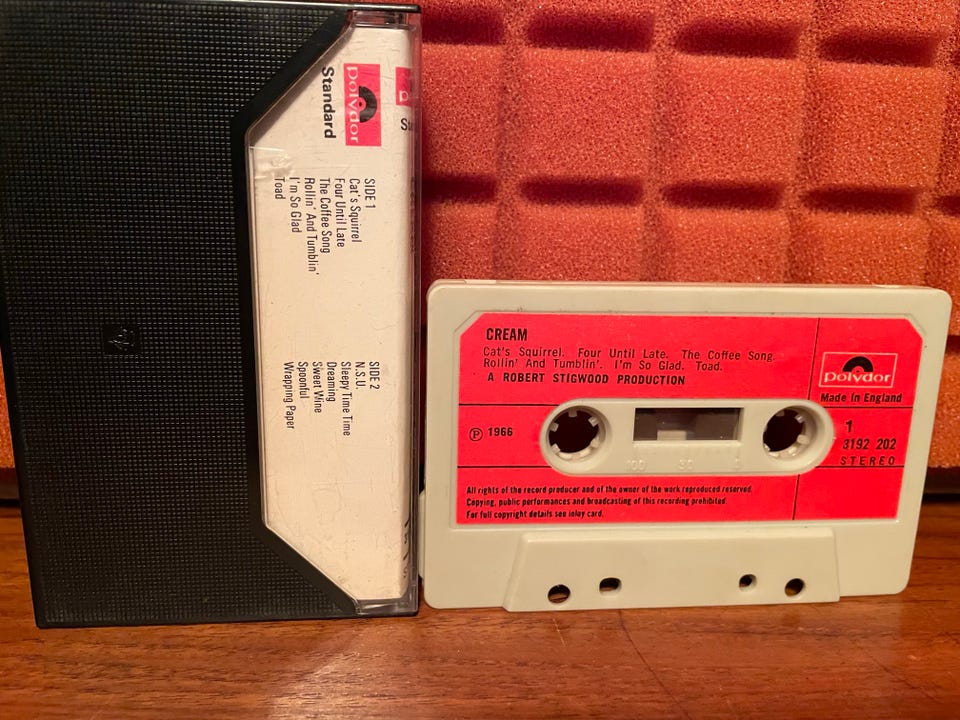 polydor
Standard
SIDE 1
Cat's Squirrel
Four Until Late
The Coffee Song
Rollin' And Tumblin'
I'm So Glad
Toad
SIDE 2
N.S.U.
Sleepy Time Time
Dreaming
Sweet Wine
Spoonful
Wrapping Paper
CREAM
Cat's Squirrel. Four Until Late. The Coffee Song.
Rollin' And Tumblin'. I'm So Glad. Toad.
A ROBERT STIGWOOD PRODUCTION
polydor
Made in England
Ⓟ 1966
1
3192 202
STEREO
100 50 0
All rights of the record producer and of the owner of the work reproduced reserved.
Copying, public performances and broadcasting of this recording prohibited.
For full copyright details see inlay card.